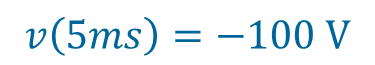 v(5ms) = −100 V